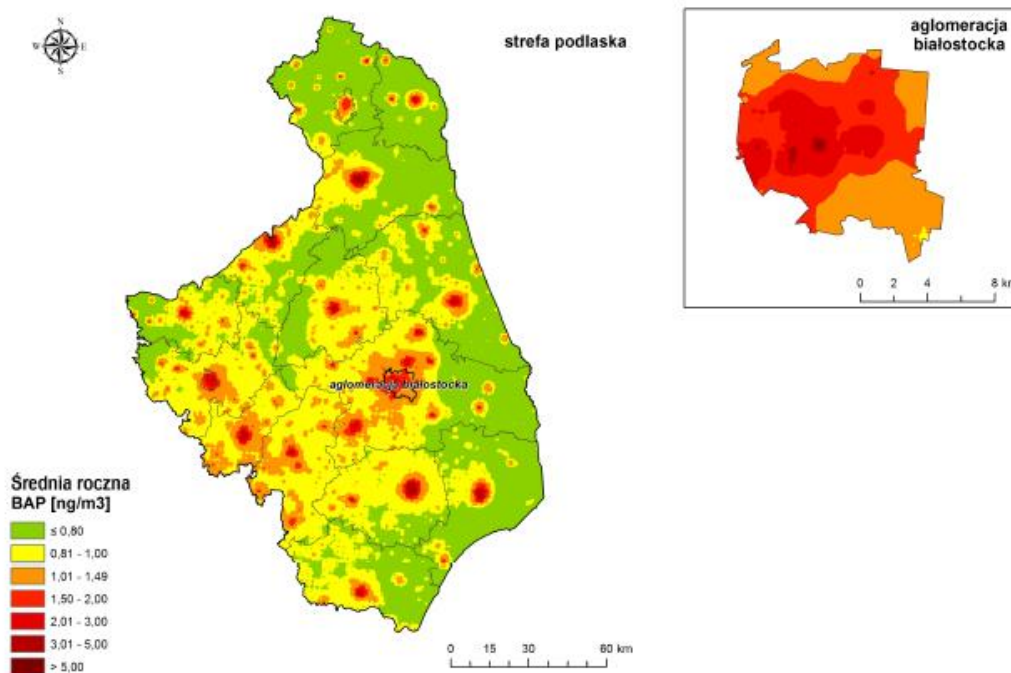 N
W E
S
strefa podlaska
aglomeracja
białostocka
0 2 4 8 km
aglomeracja białostocka
Średnia roczna
BAP [ng/m3]
≤ 0,80
0,81 - 1,00
1,01 - 1,49
1,50 - 2,00
2,01 - 3,00
3,01 - 5,00
> 5,00
0 15 30 60 km